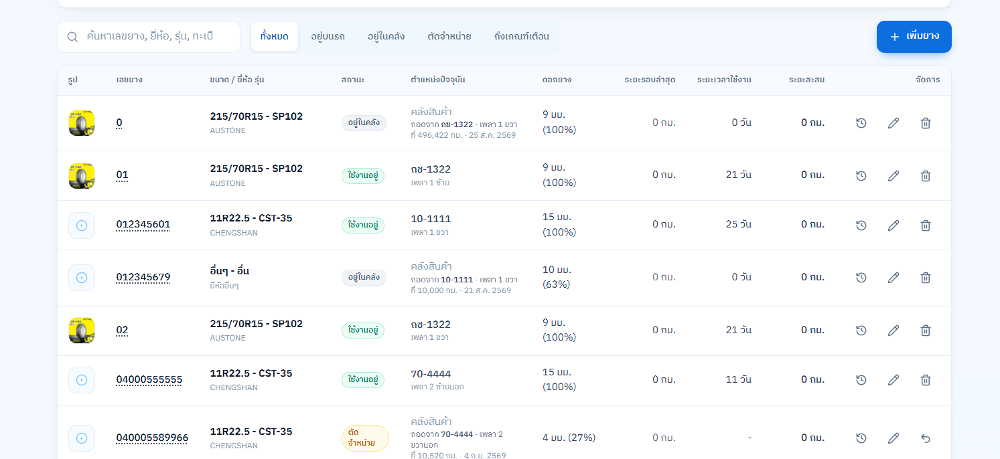 ค้นหาเลขยาง, ยี่ห้อ, รุ่น, ทะเบี
ทั้งหมด
อยู่บนรถ
อยู่ในคลัง
ตัดจำหน่าย
ถึงเกณฑ์เตือน
+ เพิ่มยาง
รูป เลขยาง ขนาด / ยี่ห้อ รุ่น สถานะ ตำแหน่งปัจจุบัน ดอกยาง ระยะรอบล่าสุด ระยะเวลาใช้งาน ระยะสะสม จัดการ
0
215/70R15 - SP102
AUSTONE
อยู่ในคลัง
คลังสินค้า
ถอดจาก ถช-1322 · เพลา 1 ขวา
ที่ 496,422 กม. · 25 ส.ค. 2569
9 มม.
(100%)
0 กม.
0 วัน
0 กม.
01
215/70R15 - SP102
AUSTONE
ใช้งานอยู่
ถช-1322
เพลา 1 ซ้าย
9 มม.
(100%)
0 กม.
21 วัน
0 กม.
012345601
11R22.5 - CST-35
CHENGSHAN
ใช้งานอยู่
10-1111
เพลา 1 ขวา
15 มม.
(100%)
0 กม.
25 วัน
0 กม.
012345679
อื่นๆ - อื่น
ยี่ห้ออื่นๆ
อยู่ในคลัง
คลังสินค้า
ถอดจาก 10-1111 · เพลา 1 ขวา
ที่ 10,000 กม. · 21 ส.ค. 2569
10 มม.
(63%)
0 กม.
0 วัน
0 กม.
02
215/70R15 - SP102
AUSTONE
ใช้งานอยู่
ถช-1322
เพลา 1 ขวา
9 มม.
(100%)
0 กม.
21 วัน
0 กม.
04000555555
11R22.5 - CST-35
CHENGSHAN
ใช้งานอยู่
70-4444
เพลา 2 ซ้ายนอก
15 มม.
(100%)
0 กม.
11 วัน
0 กม.
040005589966
11R22.5 - CST-35
CHENGSHAN
ตัด
จำหน่าย
คลังสินค้า
ถอดจาก 70-4444 · เพลา 2
ขวานอก
ที่ 10,520 กม. · 4 ก.ย. 2569
4 มม. (27%)
0 กม.
-
0 กม.